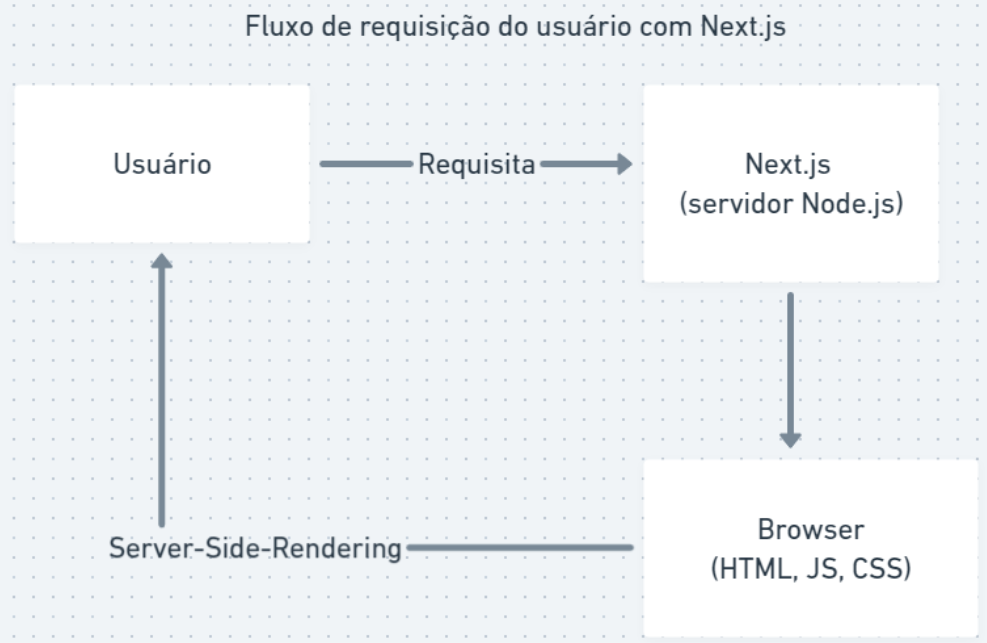 Fluxo de requisição do usuário com Next.js
Usuário
Requisita
Next.js
(servidor Node.js)
Browser
(HTML, JS, CSS)
Server-Side-Rendering